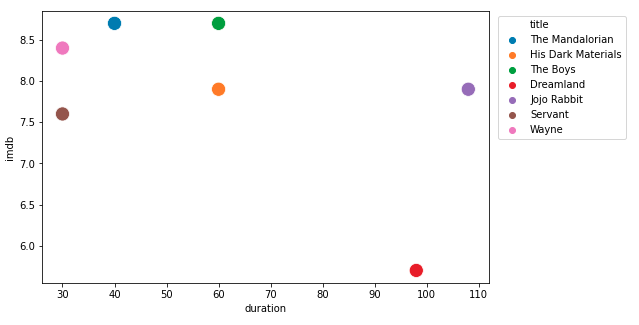 8.5
8.0
7.5
7.0
6.5
6.0
imdb
30 40 50 60 70 80 90 100 110
duration
title
The Mandalorian
His Dark Materials
The Boys
Dreamland
Jojo Rabbit
Servant
Wayne